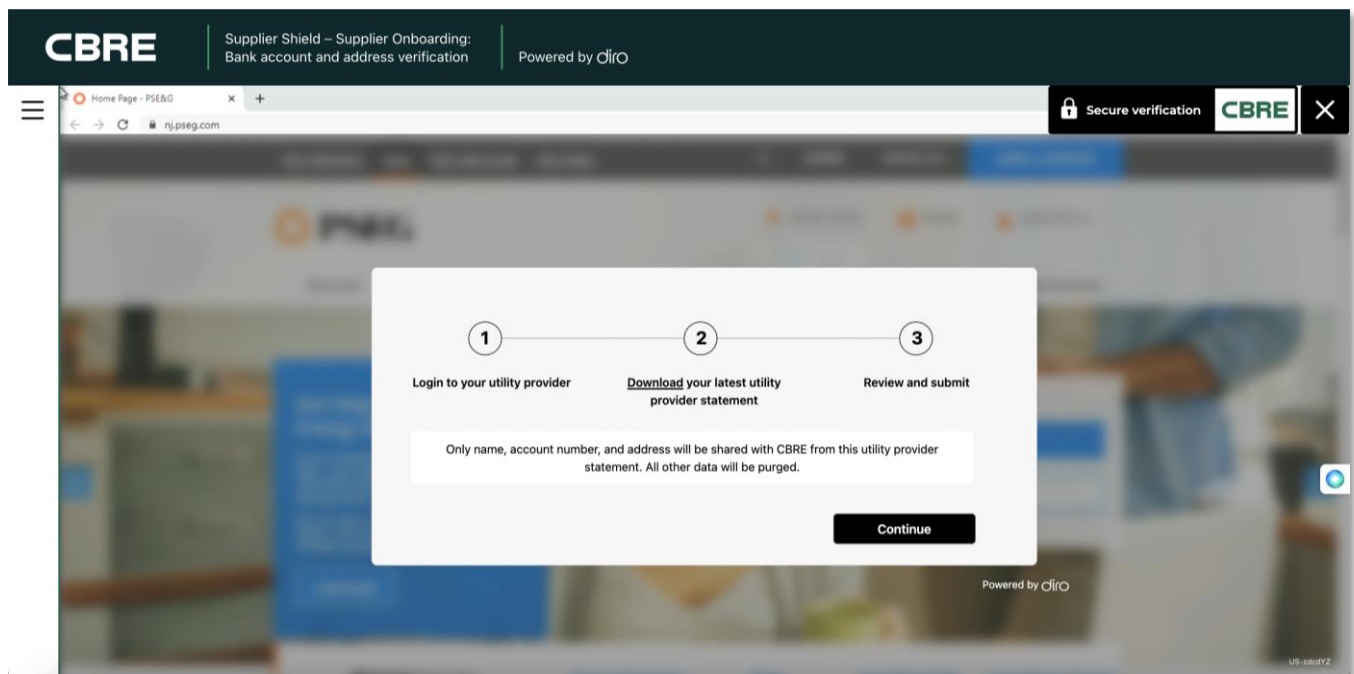 CBRE
Supplier Shield – Supplier Onboarding:
Bank account and address verification
Powered by diro
Home Page - PSE&G
nj.pseg.com
Secure verification
CBRE
PSEG
1
2
3
Login to your utility provider
Download your latest utility
provider statement
Review and submit
Only name, account number, and address will be shared with CBRE from this utility provider
statement. All other data will be purged.
Continue
Powered by diro
US-zdcdYZ